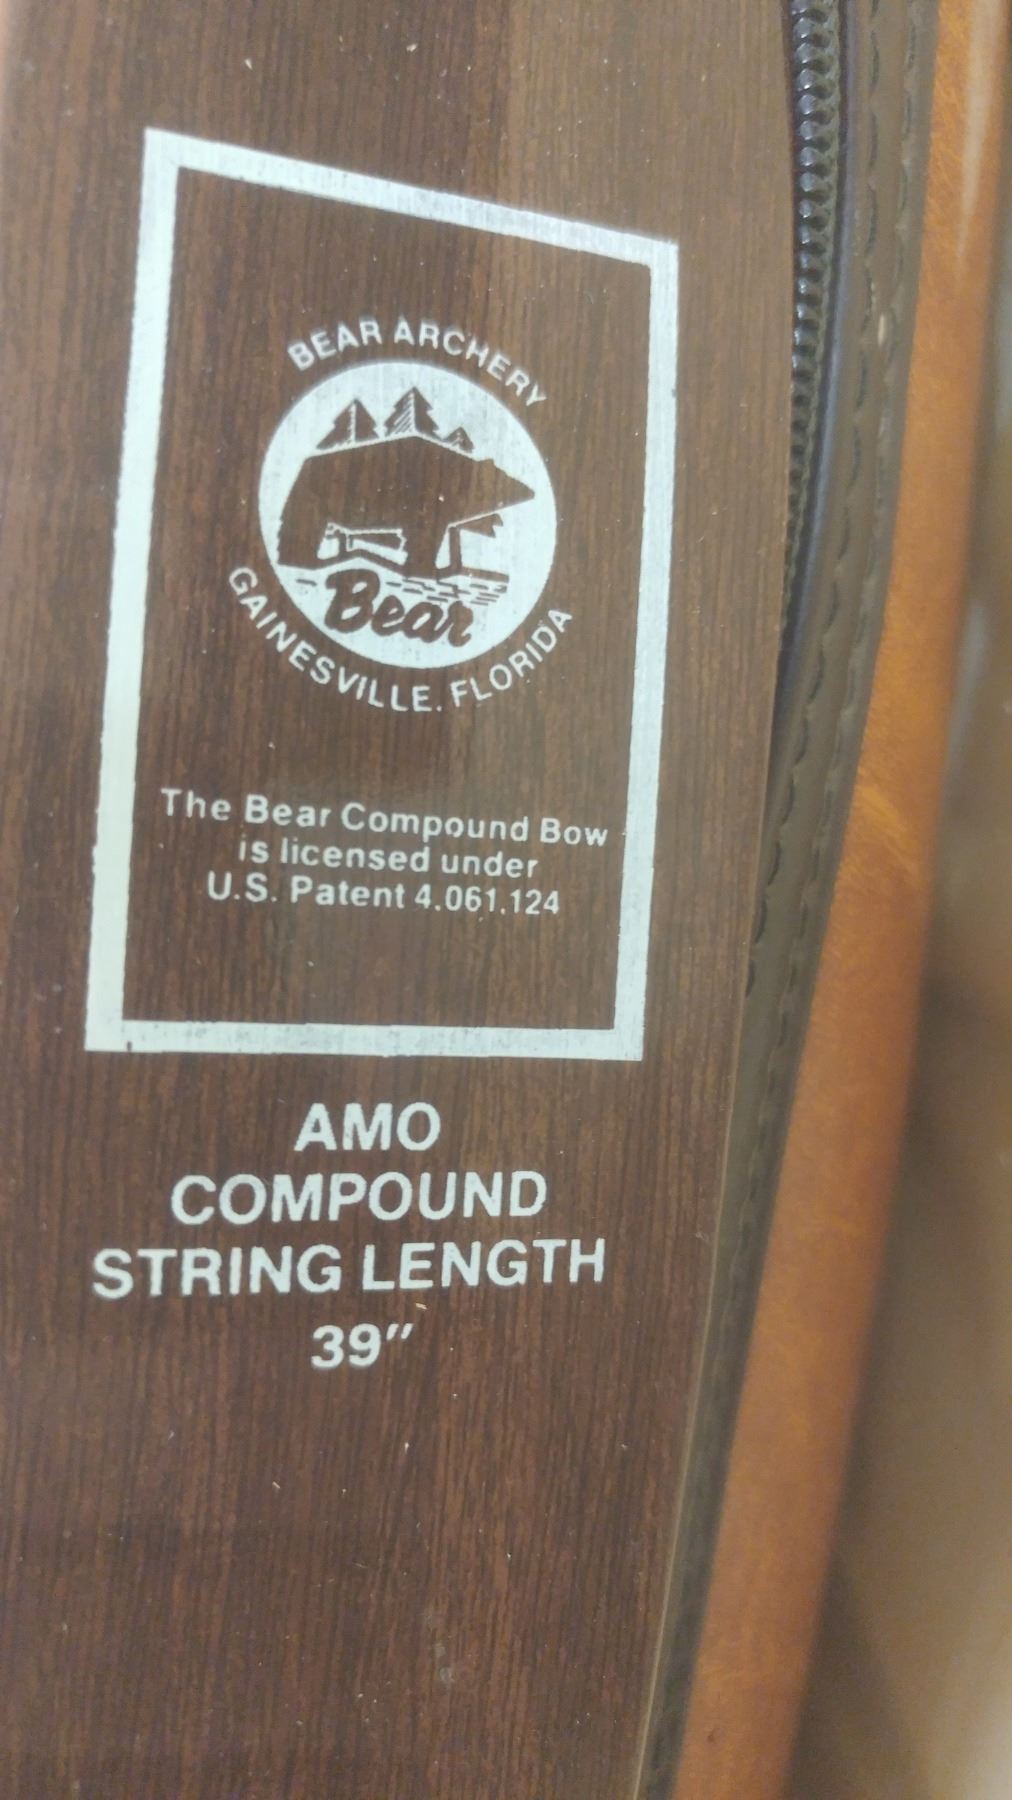 BEAR ARCHERY
Bear
GAINESVILLE. FLORIDA
The Bear Compound Bow
is licensed under
U.S. Patent 4.061.124
AMO
COMPOUND
STRING LENGTH
39"